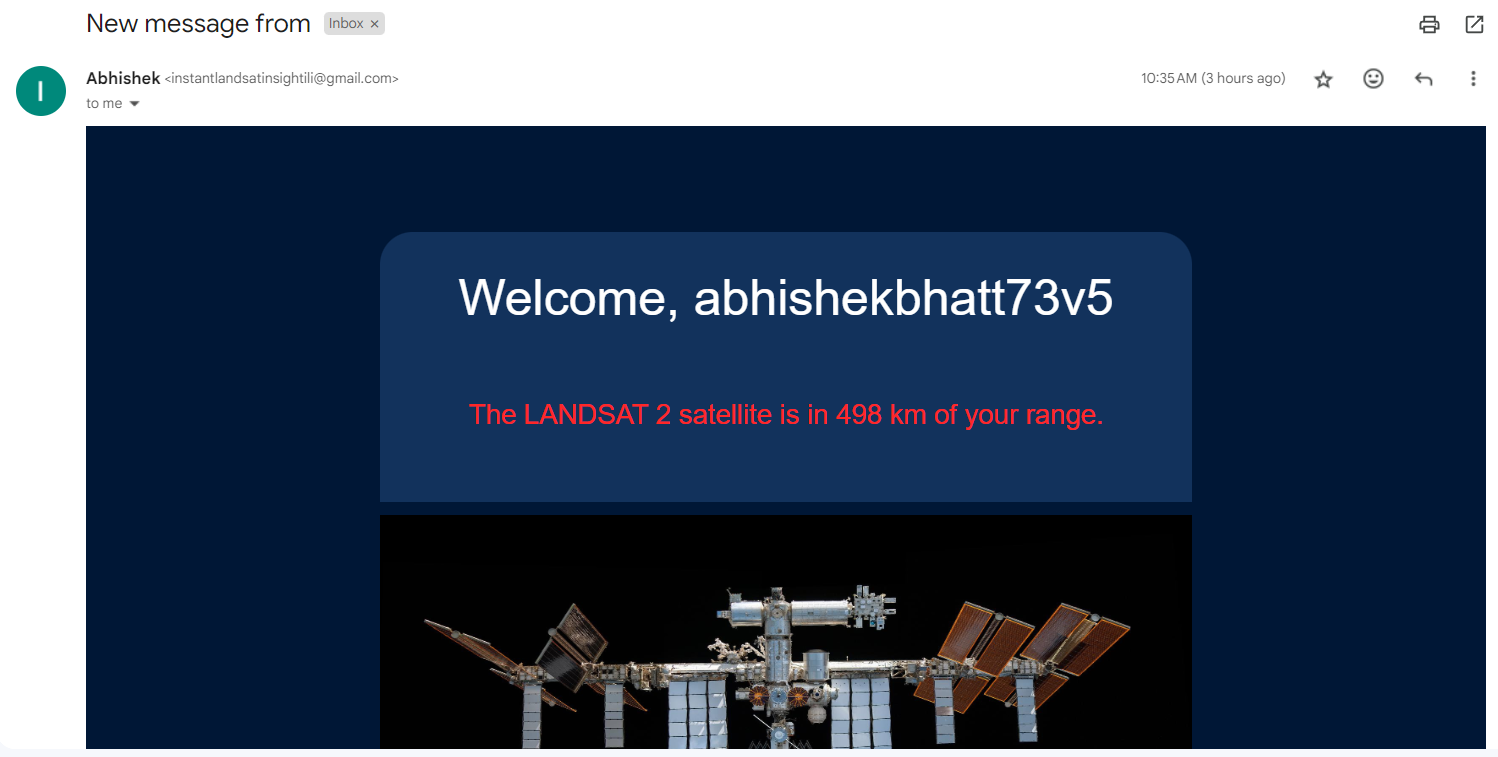 New message from Inbox ×
Abhishek <instantlandsatinsightili@gmail.com> 10:35 AM (3 hours ago)
to me
I
Welcome, abhishekbhatt73v5
The LANDSAT 2 satellite is in 498 km of your range.